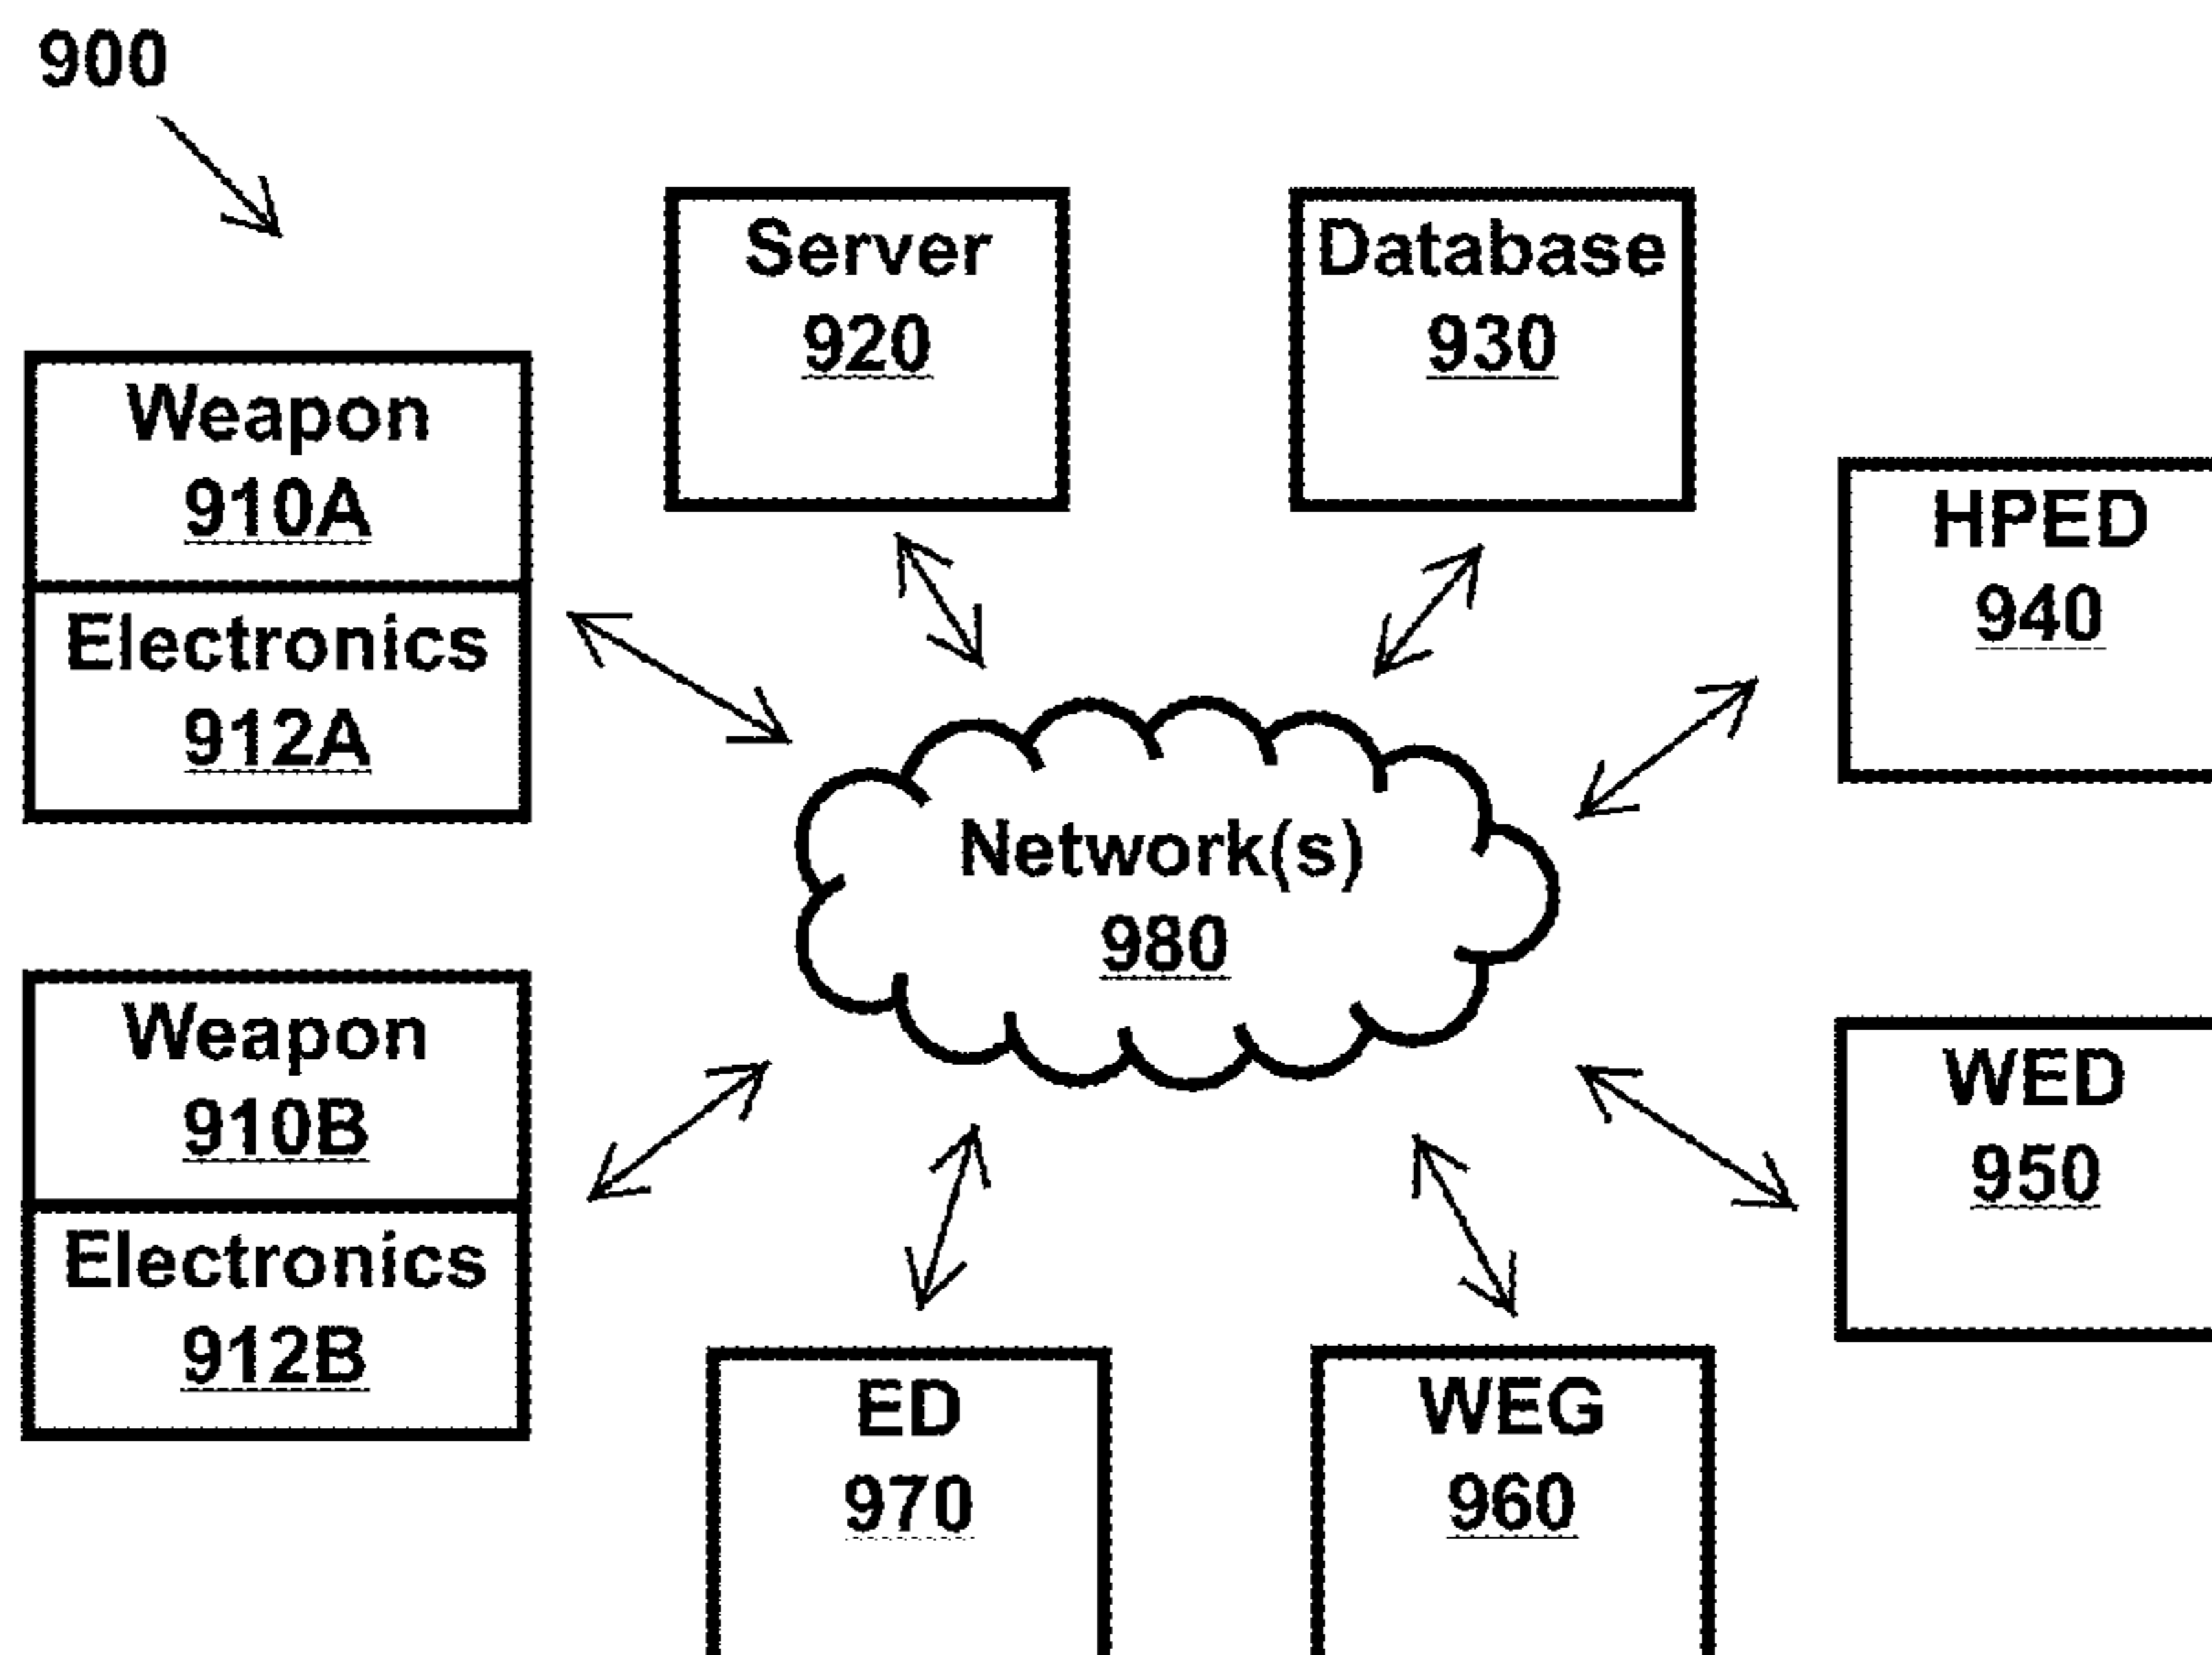 900
Server
920
Database
930
Weapon
910A
Electronics
912A
HPED
940
Network(s)
980
Weapon
910B
Electronics
912B
WED
950
ED
970
WEG
960